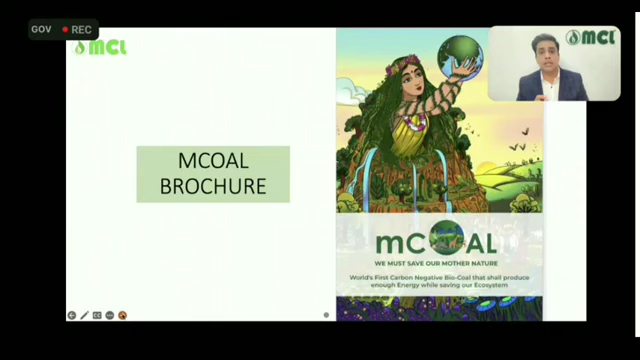 GOV
REC
MCL
MCL
MCOAL
BROCHURE
mCOAL
WE MUST SAVE OUR MOTHER NATURE
World's First Carbon Negative Bio-Coal that shall produce
enough Energy while saving our Ecosystem